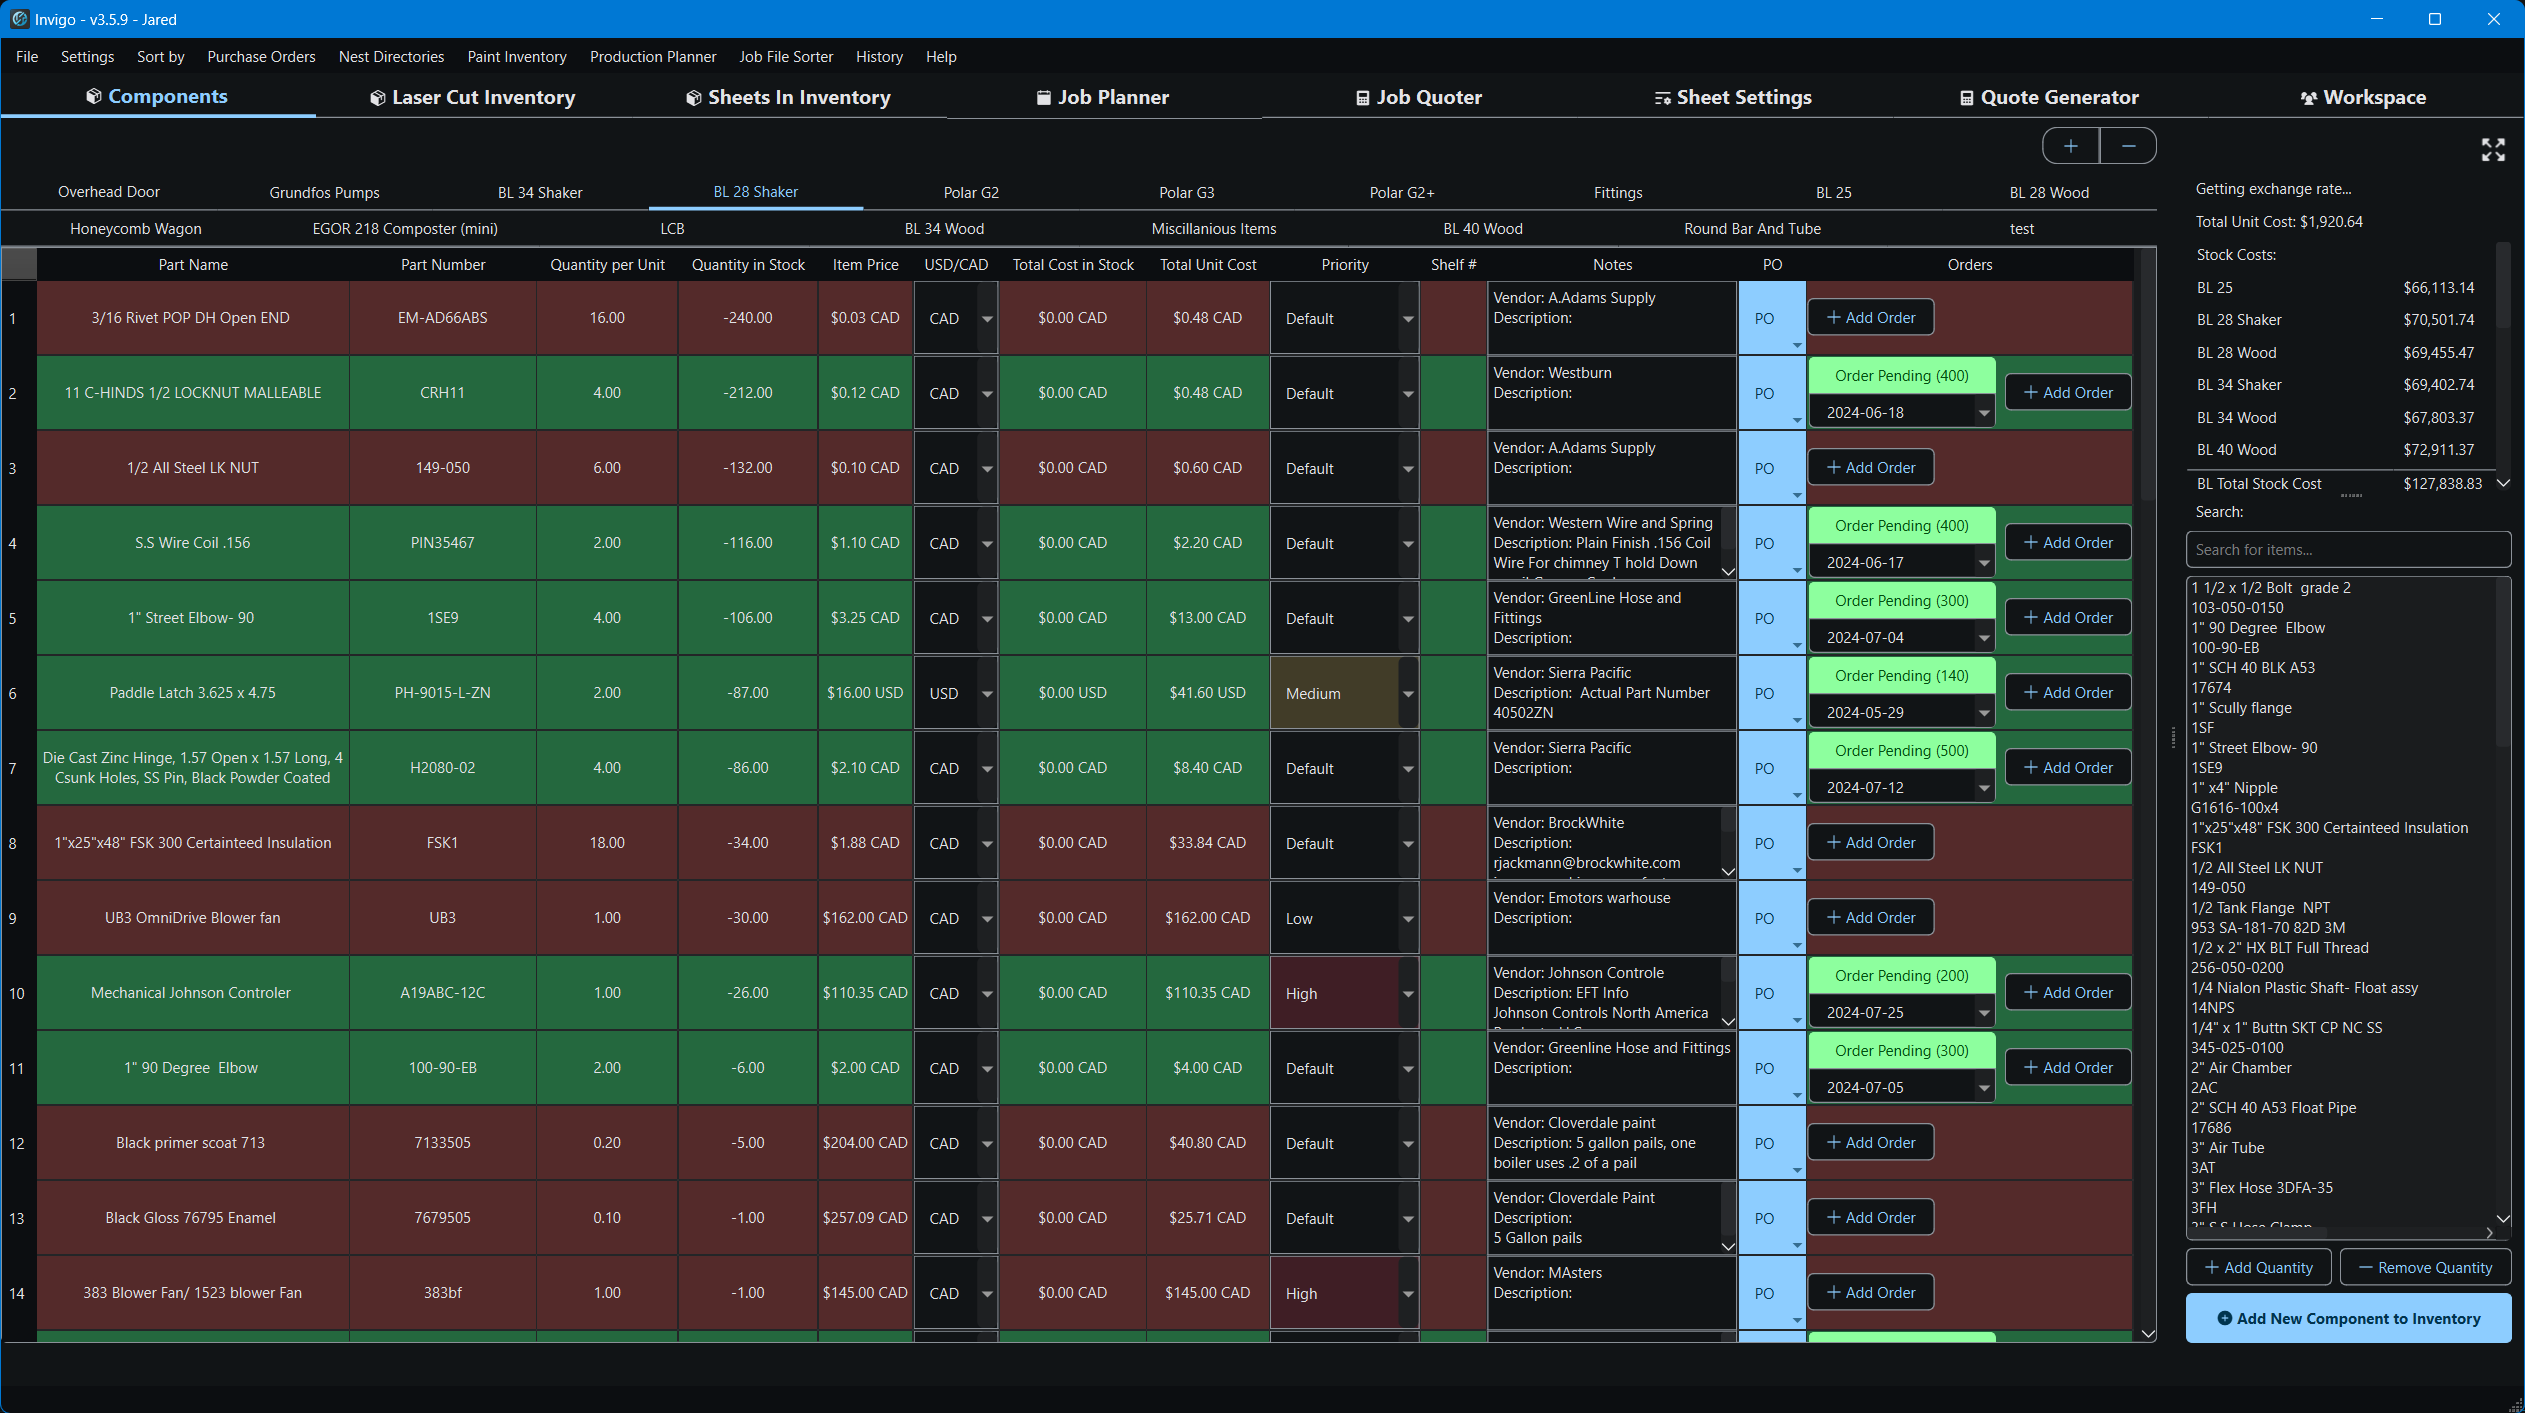 Invigo - v3.5.9 - Jared
File Settings Sort by Purchase Orders Nest Directories Paint Inventory Production Planner Job File Sorter History Help
Components Laser Cut Inventory Sheets In Inventory Job Planner Job Quoter Sheet Settings Quote Generator Workspace
Overhead Door Grundfos Pumps BL 34 Shaker BL 28 Shaker Polar G2 Polar G3 Polar G2+ Fittings BL 25 BL 28 Wood
Honeycomb Wagon EGOR 218 Composter (mini) LCB BL 34 Wood Miscillanious Items BL 40 Wood Round Bar And Tube test
Part Name Part Number Quantity per Unit Quantity in Stock Item Price USD/CAD Total Cost in Stock Total Unit Cost Priority Shelf # Notes PO Orders
1 3/16 Rivet POP DH Open END EM-AD66ABS 16.00 -240.00 $0.03 CAD CAD $0.00 CAD $0.48 CAD Default Vendor: A.Adams Supply PO + Add Order
Description:
2 11 C-HINDS 1/2 LOCKNUT MALLEABLE CRH11 4.00 -212.00 $0.12 CAD CAD $0.00 CAD $0.48 CAD Default Vendor: Westburn PO Order Pending (400) + Add Order
Description: 2024-06-18
3 1/2 All Steel LK NUT 149-050 6.00 -132.00 $0.10 CAD CAD $0.00 CAD $0.60 CAD Default Vendor: A.Adams Supply PO + Add Order
Description:
4 S.S Wire Coil .156 PIN35467 2.00 -116.00 $1.10 CAD CAD $0.00 CAD $2.20 CAD Default Vendor: Western Wire and Spring PO Order Pending (400) + Add Order
Description: Plain Finish .156 Coil 2024-06-17
Wire For chimney T hold Down
5 1" Street Elbow- 90 1SE9 4.00 -106.00 $3.25 CAD CAD $0.00 CAD $13.00 CAD Default Vendor: GreenLine Hose and PO Order Pending (300) + Add Order
Fittings 2024-07-04
Description:
6 Paddle Latch 3.625 x 4.75 PH-9015-L-ZN 2.00 -87.00 $16.00 USD USD $0.00 USD $41.60 USD Medium Vendor: Sierra Pacific PO Order Pending (140) + Add Order
Description: Actual Part Number 2024-05-29
40502ZN
7 Die Cast Zinc Hinge, 1.57 Open x 1.57 Long, 4 H2080-02 4.00 -86.00 $2.10 CAD CAD $0.00 CAD $8.40 CAD Default Vendor: Sierra Pacific PO Order Pending (500) + Add Order
Csunk Holes, SS Pin, Black Powder Coated Description: 2024-07-12
8 1"x25"x48" FSK 300 Certainteed Insulation FSK1 18.00 -34.00 $1.88 CAD CAD $0.00 CAD $33.84 CAD Default Vendor: BrockWhite PO + Add Order
Description:
rjackmann@brockwhite.com
9 UB3 OmniDrive Blower fan UB3 1.00 -30.00 $162.00 CAD CAD $0.00 CAD $162.00 CAD Low Vendor: Emotors warhouse PO + Add Order
Description:
10 Mechanical Johnson Controler A19ABC-12C 1.00 -26.00 $110.35 CAD CAD $0.00 CAD $110.35 CAD High Vendor: Johnson Controle PO Order Pending (200) + Add Order
Description: EFT Info 2024-07-25
Johnson Controls North America
11 1" 90 Degree Elbow 100-90-EB 2.00 -6.00 $2.00 CAD CAD $0.00 CAD $4.00 CAD Default Vendor: Greenline Hose and Fittings PO Order Pending (300) + Add Order
Description: 2024-07-05
12 Black primer scoat 713 7133505 0.20 -5.00 $204.00 CAD CAD $0.00 CAD $40.80 CAD Default Vendor: Cloverdale paint PO + Add Order
Description: 5 gallon pails, one
boiler uses .2 of a pail
13 Black Gloss 76795 Enamel 7679505 0.10 -1.00 $257.09 CAD CAD $0.00 CAD $25.71 CAD Default Vendor: Cloverdale Paint PO + Add Order
Description:
5 Gallon pails
14 383 Blower Fan/ 1523 blower Fan 383bf 1.00 -1.00 $145.00 CAD CAD $0.00 CAD $145.00 CAD High Vendor: MAsters PO + Add Order
Description:
Getting exchange rate...
Total Unit Cost: $1,920.64
Stock Costs:
BL 25 $66,113.14
BL 28 Shaker $70,501.74
BL 28 Wood $69,455.47
BL 34 Shaker $69,402.74
BL 34 Wood $67,803.37
BL 40 Wood $72,911.37
BL Total Stock Cost $127,838.83
Search:
Search for items...
1 1/2 x 1/2 Bolt grade 2
103-050-0150
1" 90 Degree Elbow
100-90-EB
1" SCH 40 BLK A53
17674
1" Scully flange
1SF
1" Street Elbow- 90
1SE9
1" x4" Nipple
G1616-100x4
1"x25"x48" FSK 300 Certainteed Insulation
FSK1
1/2 All Steel LK NUT
149-050
1/2 Tank Flange NPT
953 SA-181-70 82D 3M
1/2 x 2" HX BLT Full Thread
256-050-0200
1/4 Nialon Plastic Shaft- Float assy
14NPS
1/4" x 1" Buttn SKT CP NC SS
345-025-0100
2" Air Chamber
2AC
2" SCH 40 A53 Float Pipe
17686
3" Air Tube
3AT
3" Flex Hose 3DFA-35
3FH
3" S.S Hose Clamp
+ Add Quantity — Remove Quantity
Add New Component to Inventory